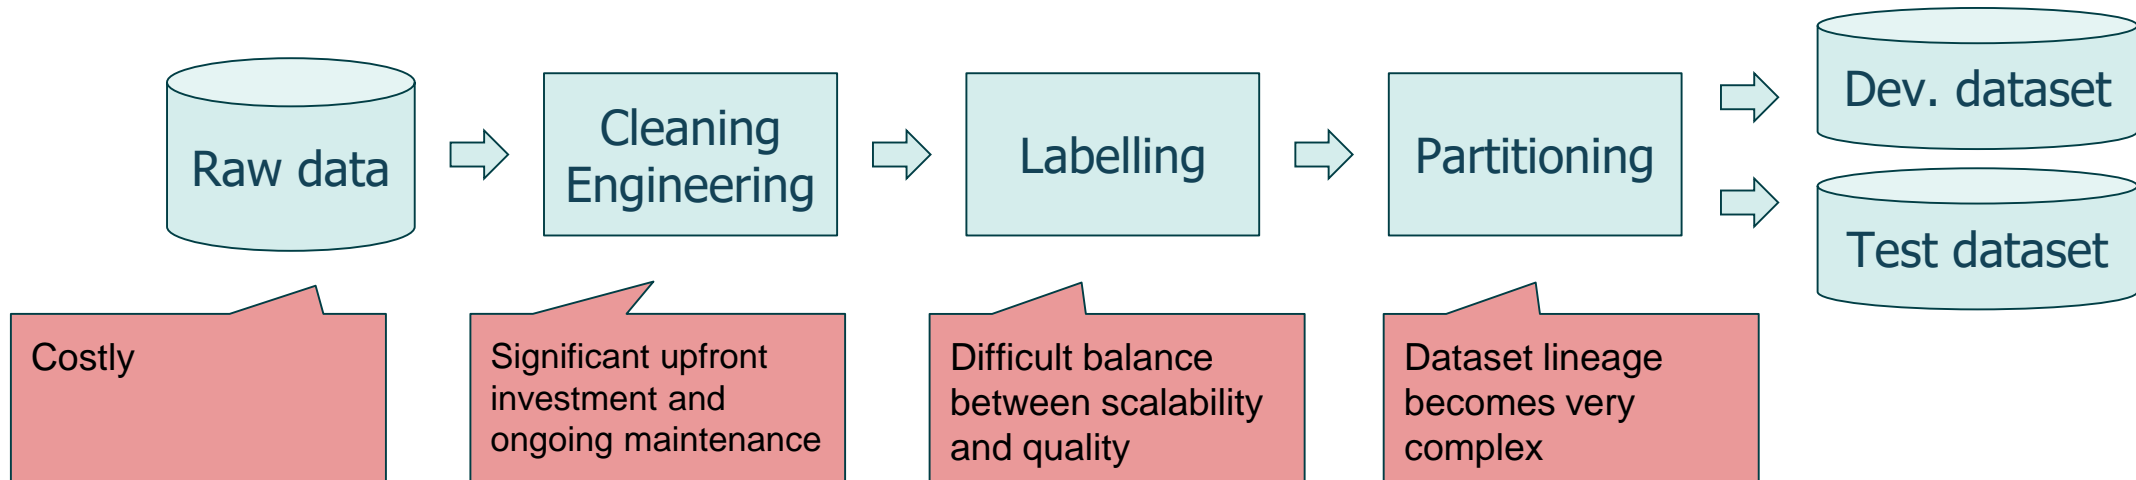 Raw data
Cleaning
Engineering
Labelling
Partitioning
Dev. dataset
Test dataset
Costly
Significant upfront
investment and
ongoing maintenance
Difficult balance
between scalability
and quality
Dataset lineage
becomes very
complex